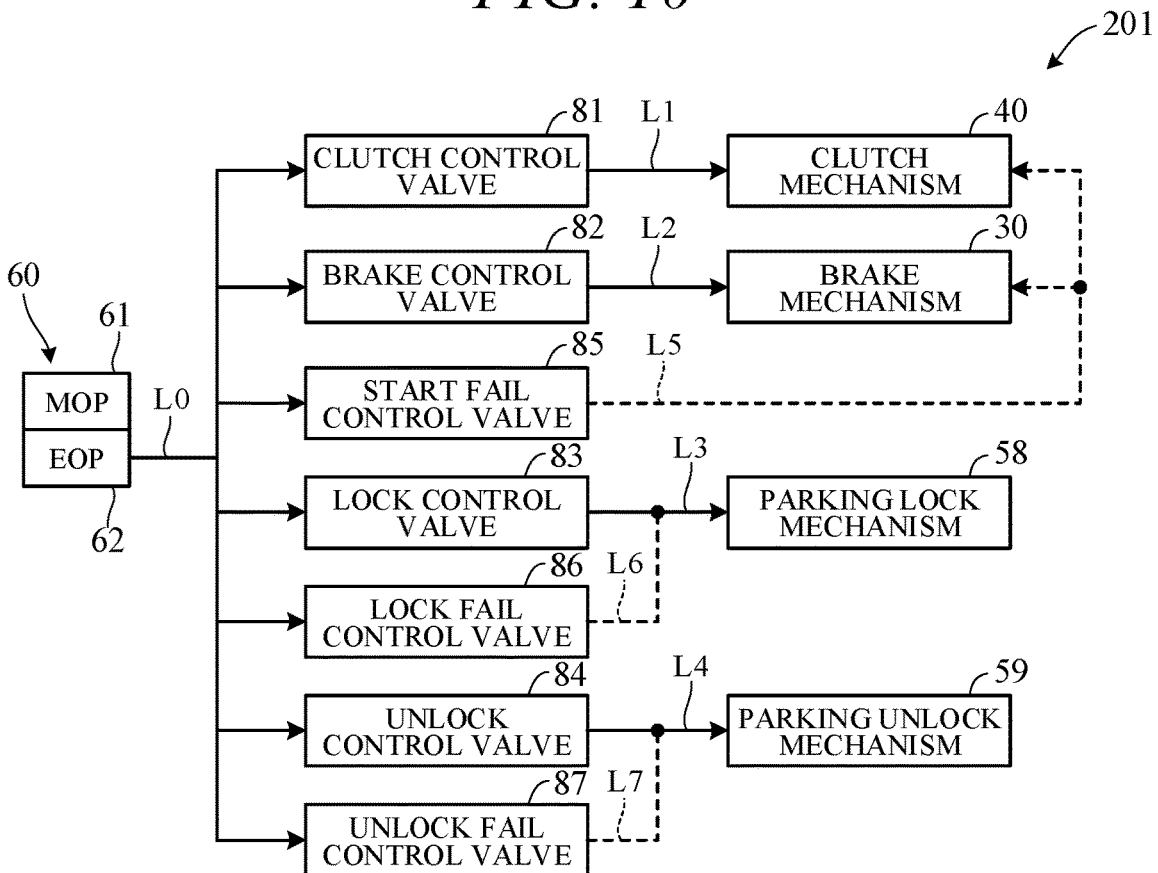 FIG. 10
201
81
CLUTCH CONTROL
VALVE
L1
40
CLUTCH
MECHANISM
82
BRAKE CONTROL
VALVE
L2
30
BRAKE
MECHANISM
60
61
MOP
EOP
62
L0
85
START FAIL
CONTROL VALVE
L5
83
LOCK CONTROL
VALVE
L3
58
PARKING LOCK
MECHANISM
86
LOCK FAIL
CONTROL VALVE
L6
84
UNLOCK
CONTROL VALVE
L4
59
PARKING UNLOCK
MECHANISM
87
UNLOCK FAIL
CONTROL VALVE
L7